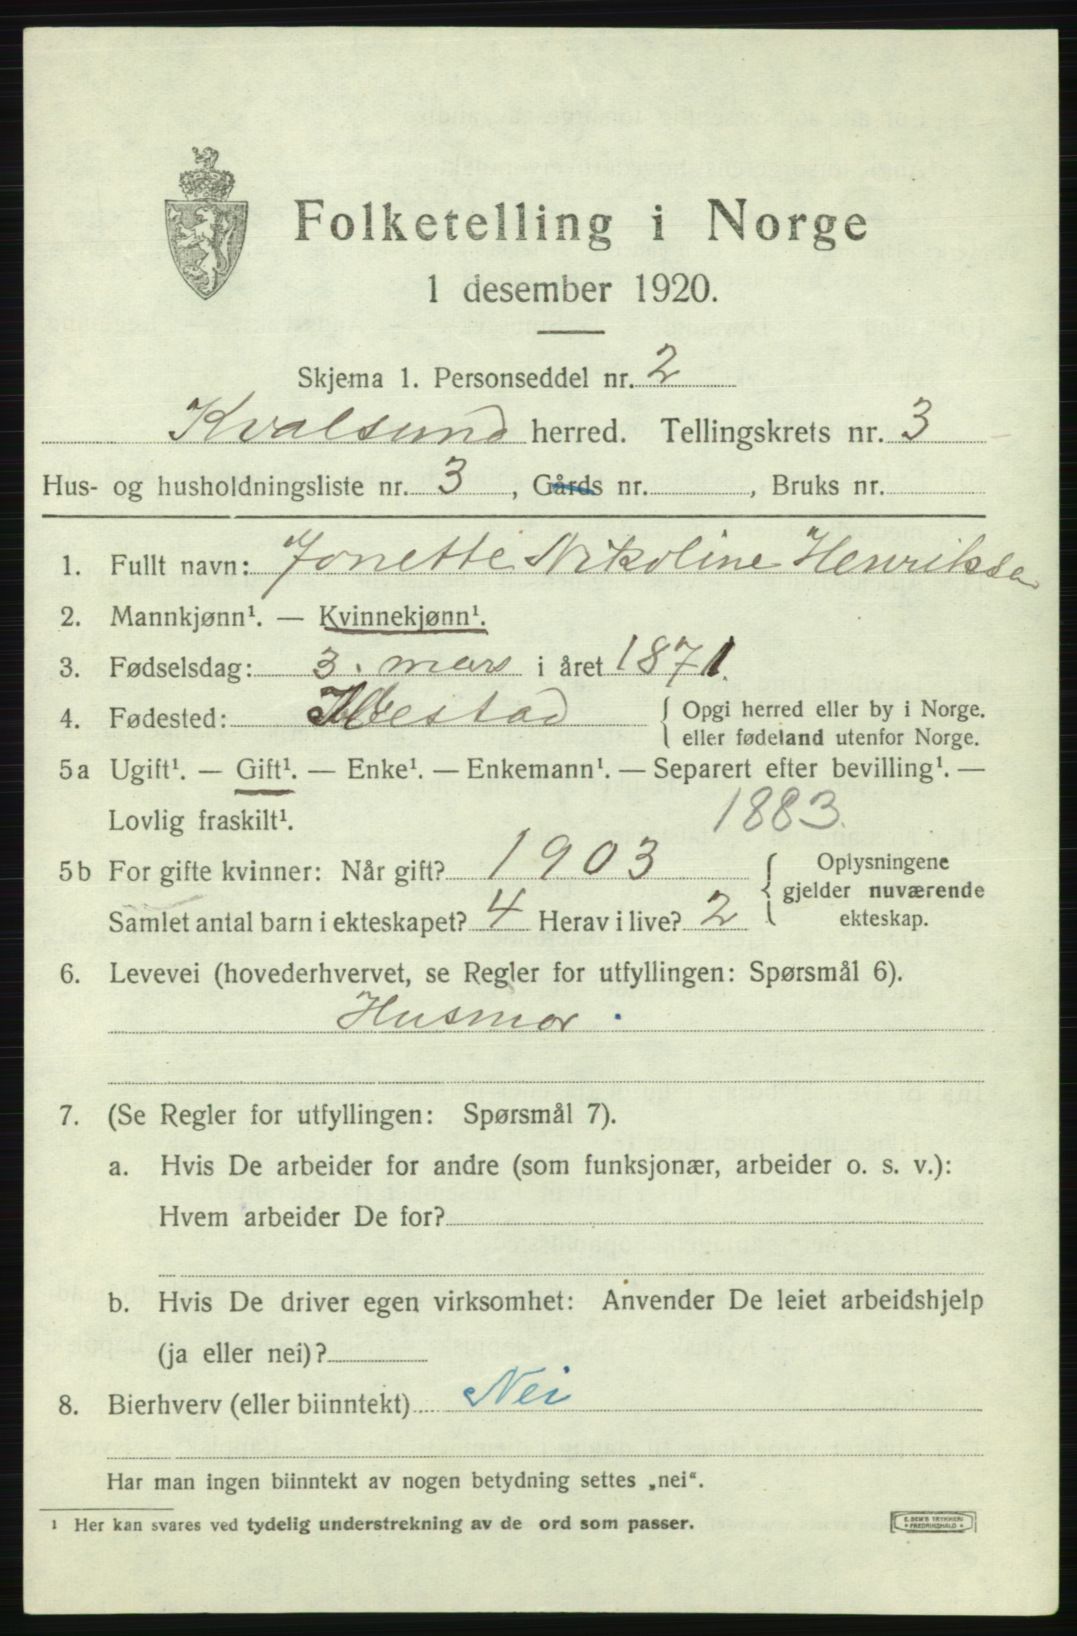 Folketelling i Norge
1 desember 1920.
Skjema 1. Personseddel nr. 2
Kvalsund herred. Tellingskrets nr. 3
Hus- og husholdningsliste nr. 3, Gårds nr. , Bruks nr.
1. Fullt navn: Jonette Nikoline Henriksen
2. Mannkjønn¹. — Kvinnekjønn¹.
3. Fødselsdag: 3. mars i året 1871.
4. Fødested: Ibestad { Opgi herred eller by i Norge.
eller fødeland utenfor Norge.
5a Ugift¹. — Gift¹. — Enke¹. — Enkemann¹. — Separert efter bevilling¹. —
Lovlig fraskilt¹. 1883.
5b For gifte kvinner: Når gift? 1903 { Oplysningene
gjelder nuværende
Samlet antal barn i ekteskapet? 4 Herav i live? 2 ekteskap.
6. Levevei (hovederhvervet, se Regler for utfyllingen: Spørsmål 6).
Husmor
7. (Se Regler for utfyllingen: Spørsmål 7).
a. Hvis De arbeider for andre (som funksjonær, arbeider o. s. v.):
Hvem arbeider De for?
b. Hvis De driver egen virksomhet: Anvender De leiet arbeidshjelp
(ja eller nei)?
8. Bierhverv (eller biinntekt) Nei
Har man ingen biinntekt av nogen betydning settes „nei“.
¹ Her kan svares ved tydelig understrekning av de ord som passer.
E. SEM'S TRYKKERI
• FREDRIKSHALD •